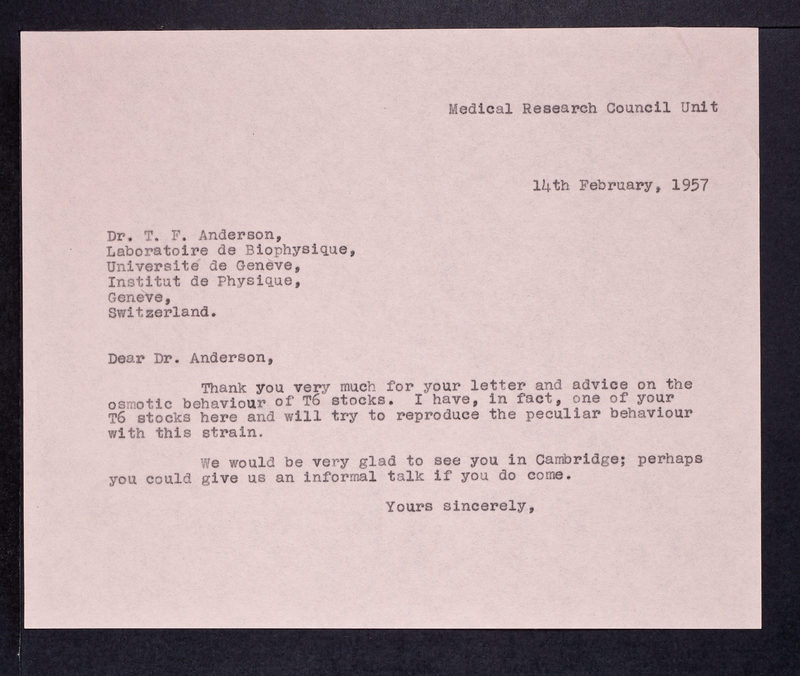 Medical Research Council Unit
14th February, 1957
Dr. T. F. Anderson,
Laboratoire de Biophysique,
Université de Genève,
Institut de Physique,
Genève,
Switzerland.
Dear Dr. Anderson,
Thank you very much for your letter and advice on the
osmotic behaviour of T6 stocks. I have, in fact, one of your
T6 stocks here and will try to reproduce the peculiar behaviour
with this strain.
We would be very glad to see you in Cambridge; perhaps
you could give us an informal talk if you do come.
Yours sincerely,